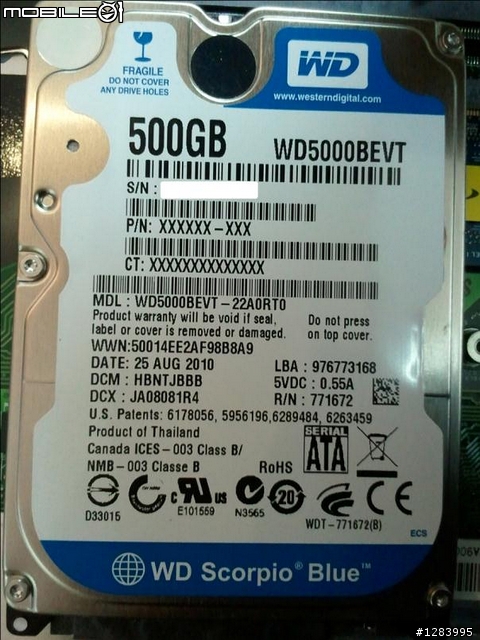 MOBILE01
FRAGILE
DO NOT COVER
ANY DRIVE HOLES
WD
www.westerndigital.com
500GB
WD5000BEVT
S/N :
P/N: XXXXXX-XXX
CT: XXXXXXXXXXXXXX
MDL : WD5000BEVT-22A0RT0
Product warranty will be void if seal,
label or cover is removed or damaged.
Do not press
on top cover.
WWN:50014EE2AF98B8A9
DATE: 25 AUG 2010
LBA : 976773168
DCM : HBNTJBBB
5VDC : 0.55A
DCX : JA08081R4
R/N : 771672
U.S. Patents: 6178056, 5956196,6289484, 6263459
Product of Thailand
Canada ICES-003 Class B/
NMB-003 Classe B
RoHS
SERIAL
ATA
D33015
c UR us
E101559
N3565
20
CE
WDT-771672(B)
ECS
WD Scorpio® Blue™
#1283995